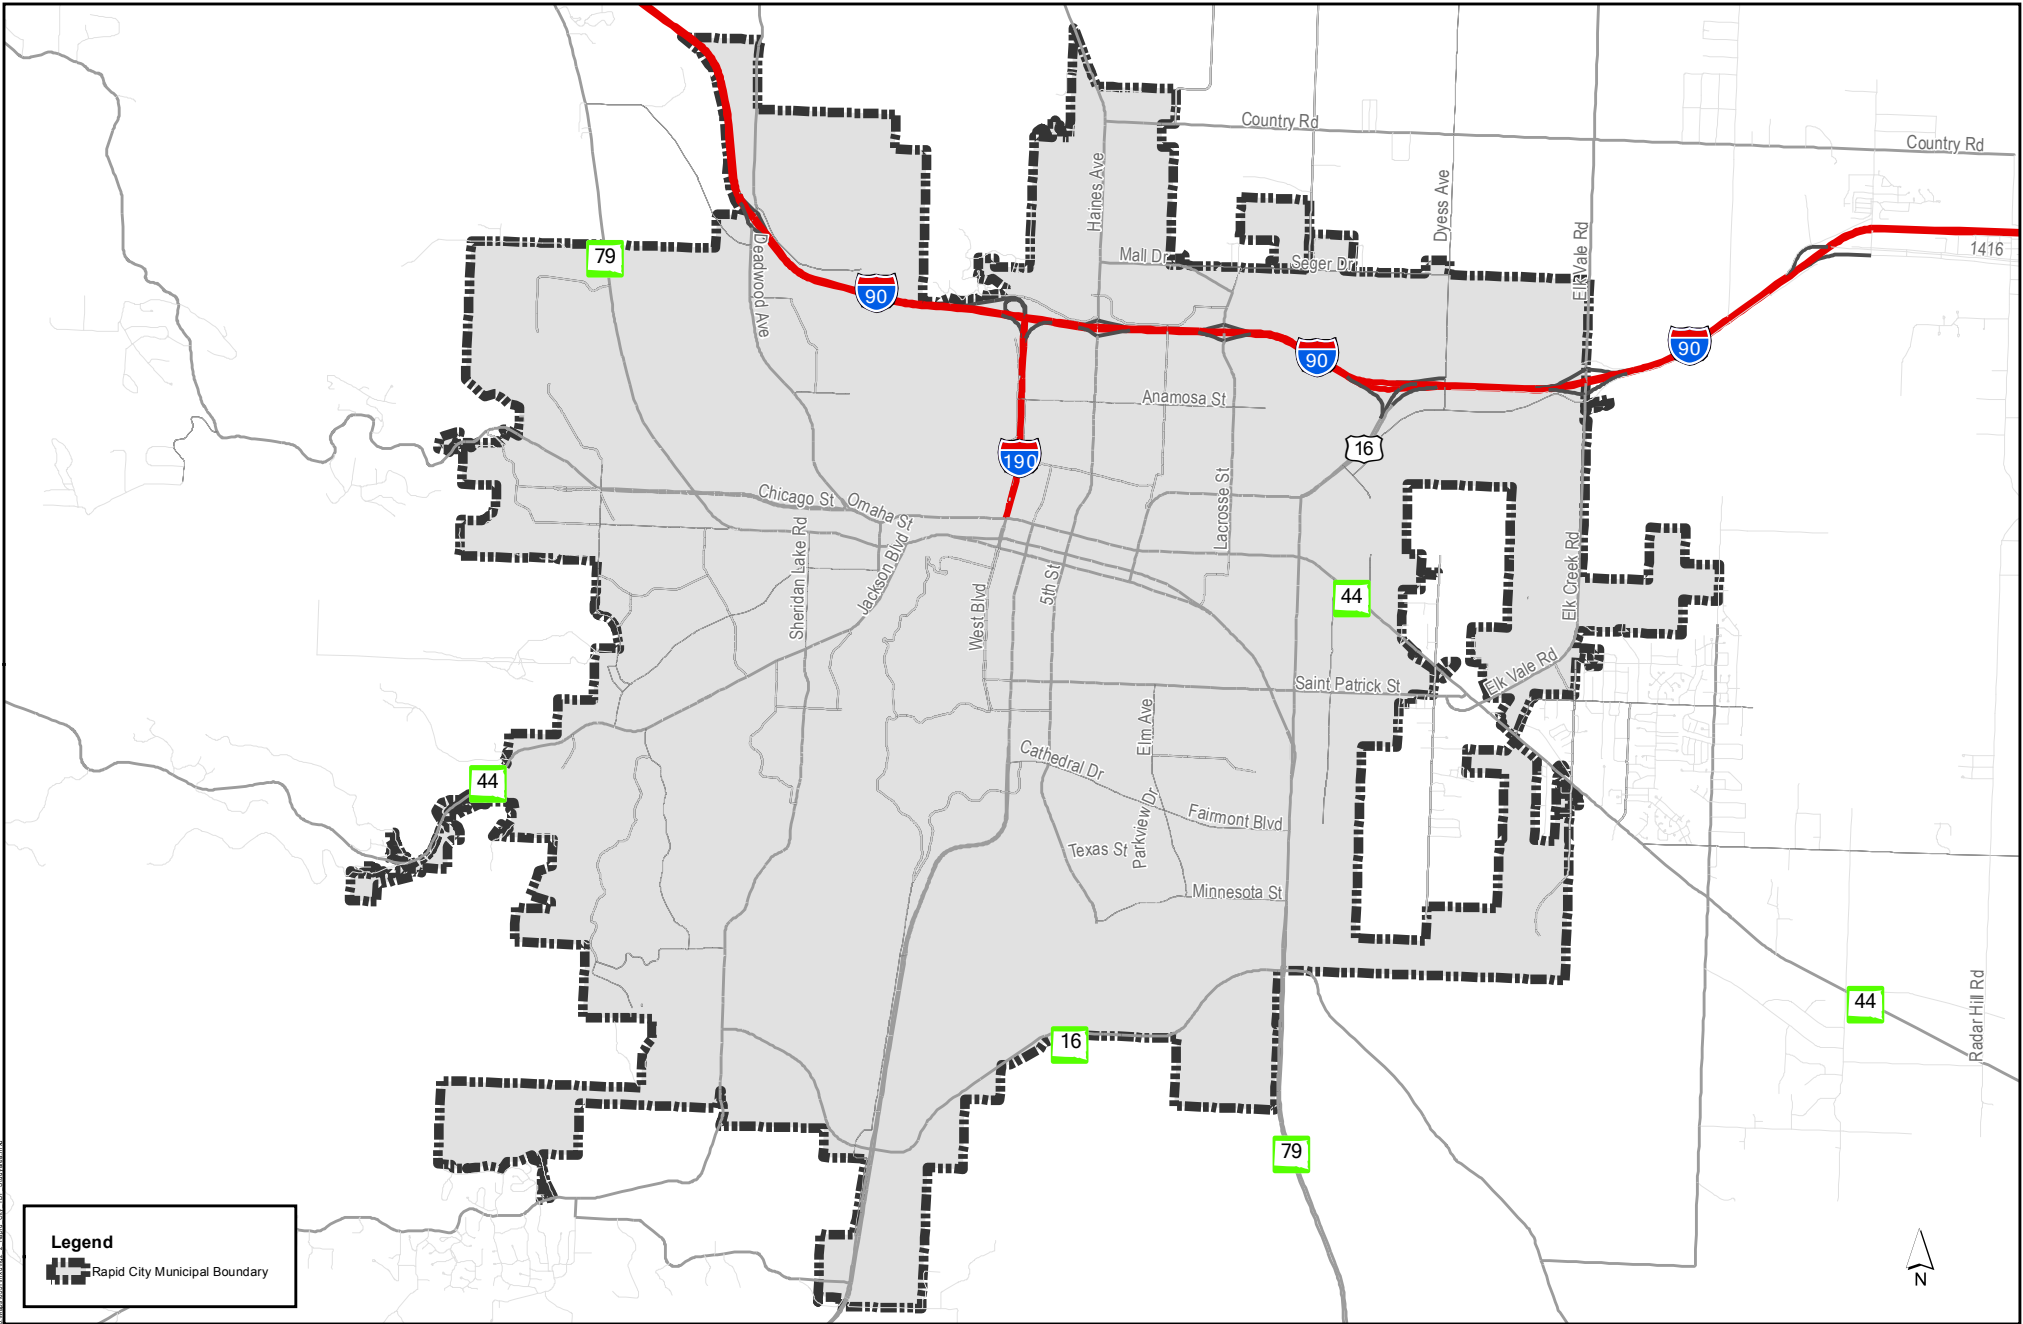 Country Rd
Country Rd
Haines Ave
Dyess Ave
79
Deadwood Ave
Mall Dr
Seger Dr
Elk Vale Rd
1416
90
90
90
Anamosa St
16
190
Chicago St
Omaha St
Lacrosse St
Sheridan Lake Rd
Jackson Blvd
West Blvd
5th St
44
Elk Creek Rd
Elk Vale Rd
Saint Patrick St
Elm Ave
Cathedral Dr
44
Parkview Dr
Fairmont Blvd
Texas St
Minnesota St
44
Radar Hill Rd
16
79
Legend
Rapid City Municipal Boundary
N